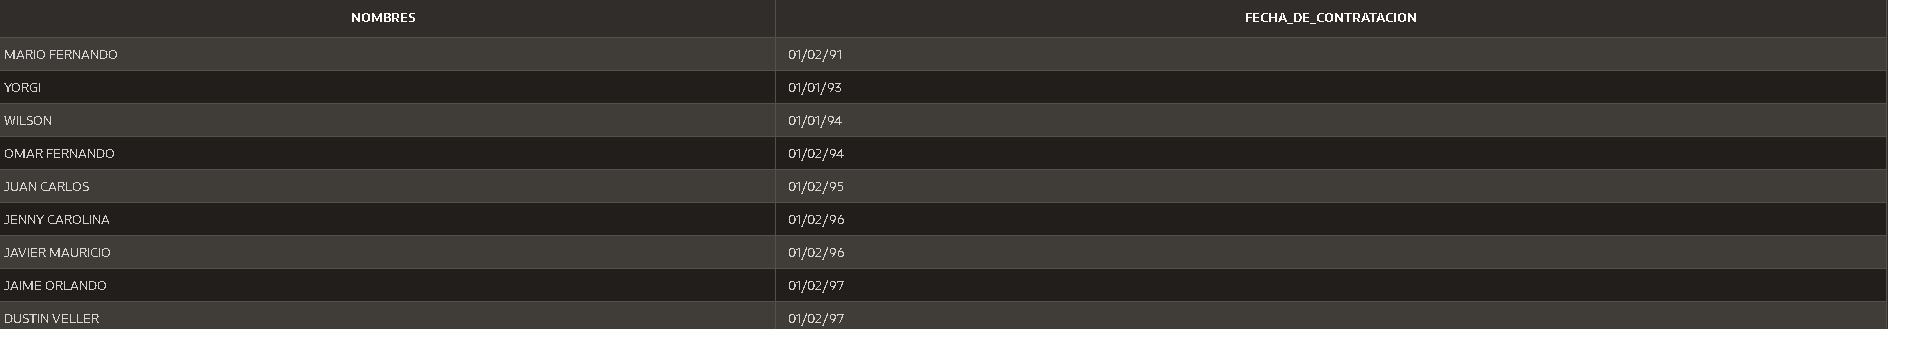 NOMBRES FECHA_DE_CONTRATACION
MARIO FERNANDO 01/02/91
YORGI 01/01/93
WILSON 01/01/94
OMAR FERNANDO 01/02/94
JUAN CARLOS 01/02/95
JENNY CAROLINA 01/02/96
JAVIER MAURICIO 01/02/96
JAIME ORLANDO 01/02/97
DUSTIN VELLER 01/02/97